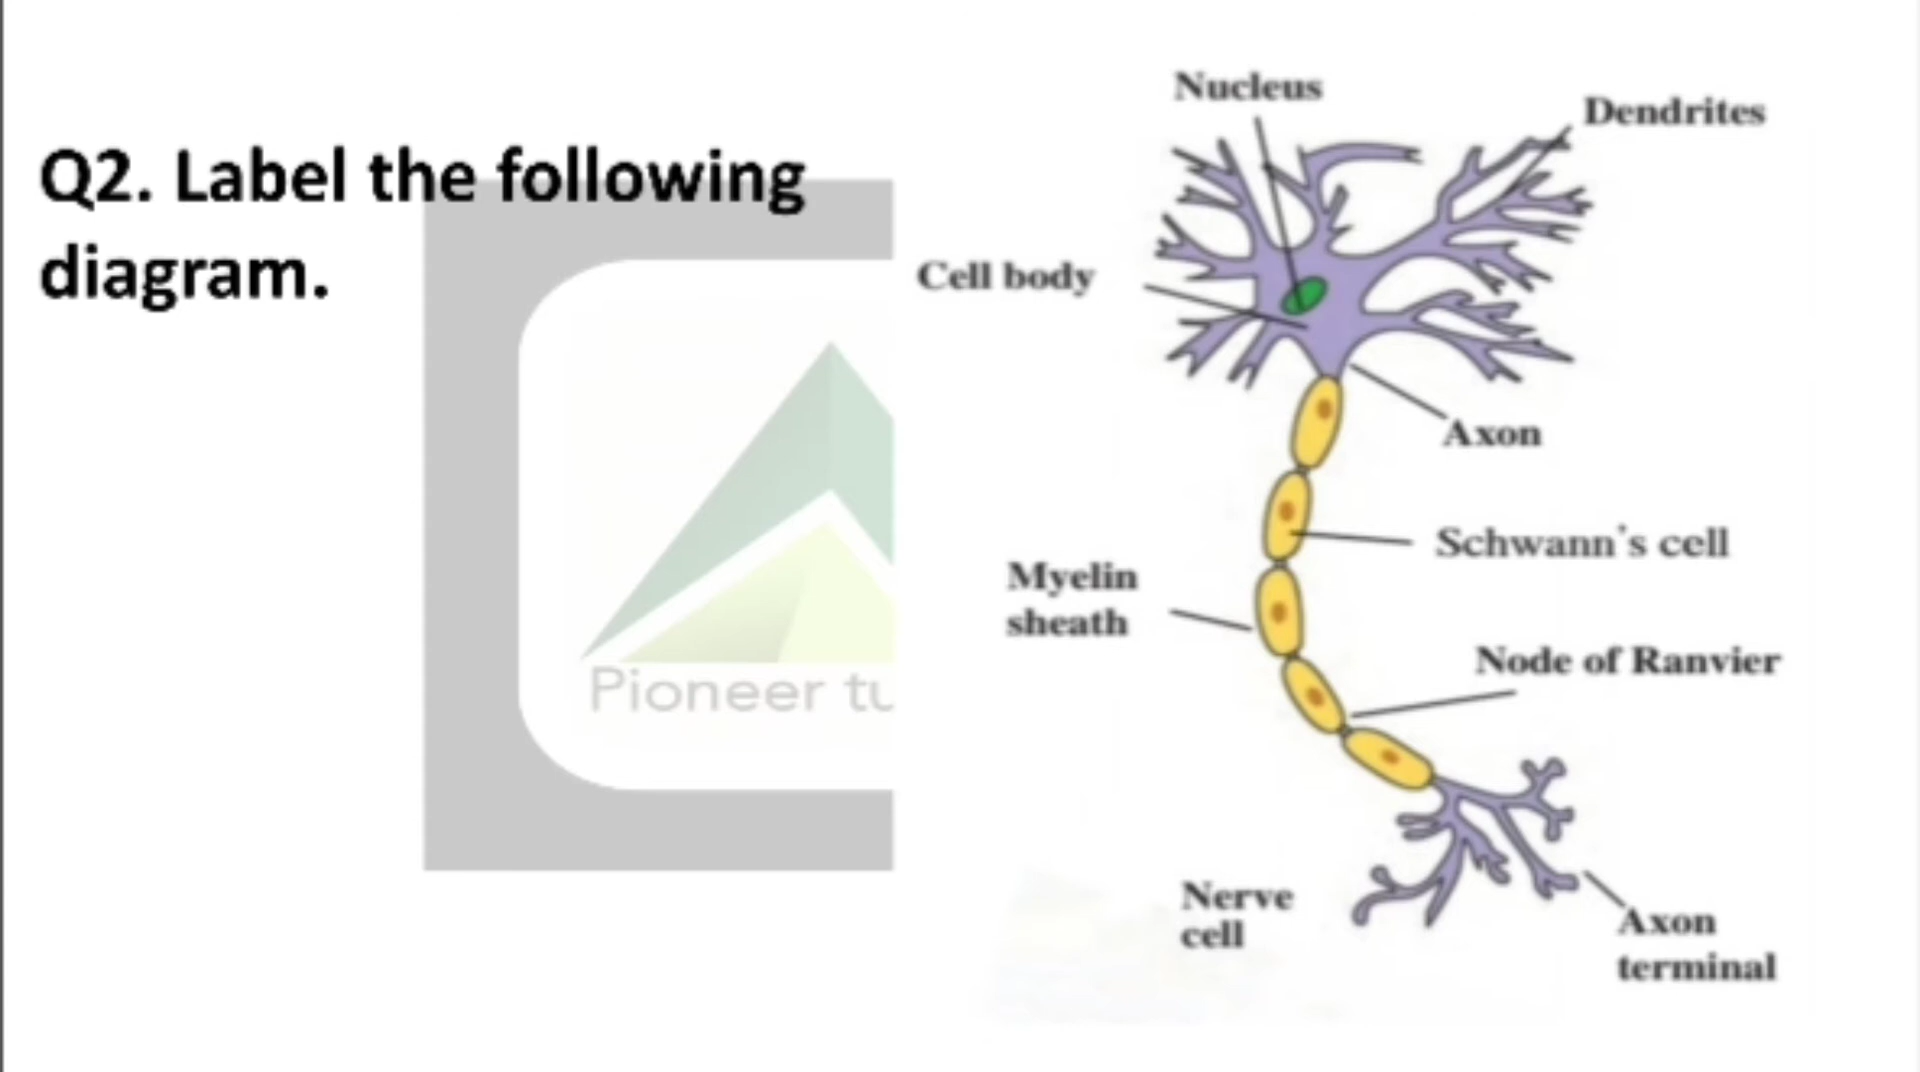 Q2. Label the following
diagram.
Nucleus
Dendrites
Cell body
Axon
Schwann's cell
Myelin
sheath
Node of Ranvier
Nerve
cell
Axon
terminal
Pioneer tu